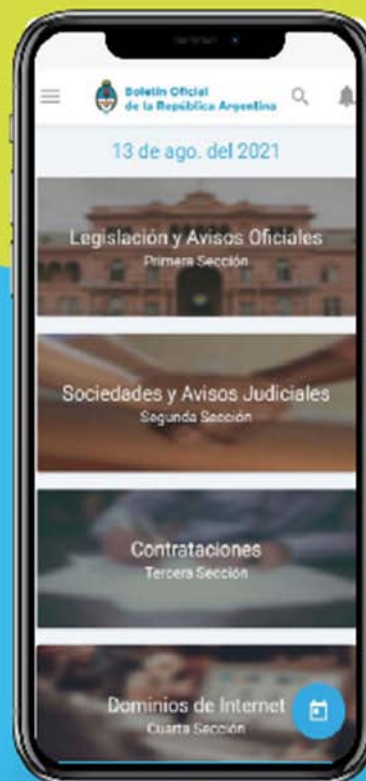 Boletín Oficial
de la República Argentina
13 de ago. del 2021
Legislación y Avisos Oficiales
Primera Sección
Sociedades y Avisos Judiciales
Segunda Sección
Contrataciones
Tercera Sección
Dominios de Internet
Cuarta Sección